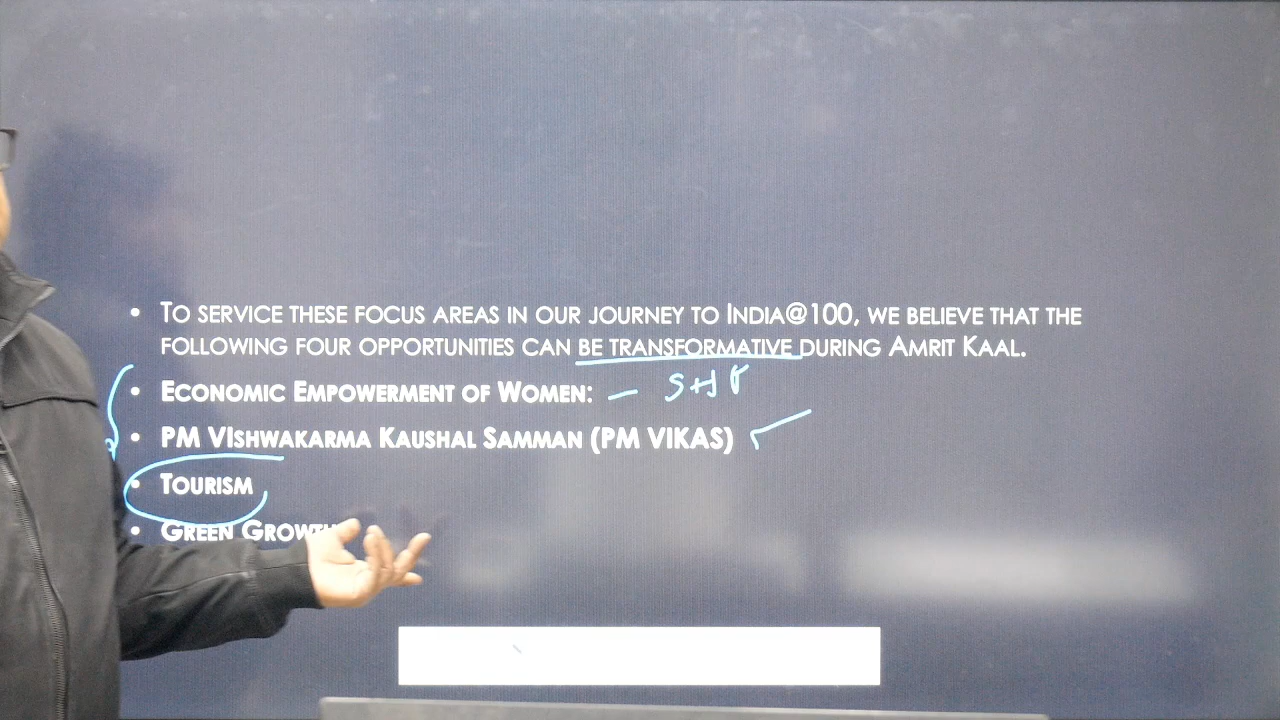 • To service these focus areas in our journey to India@100, we believe that the
following four opportunities can be transformative during Amrit Kaal.
• Economic Empowerment of Women: –
• PM Vishwakarma Kaushal Samman (PM VIKAS)
• Tourism
• Green Growth